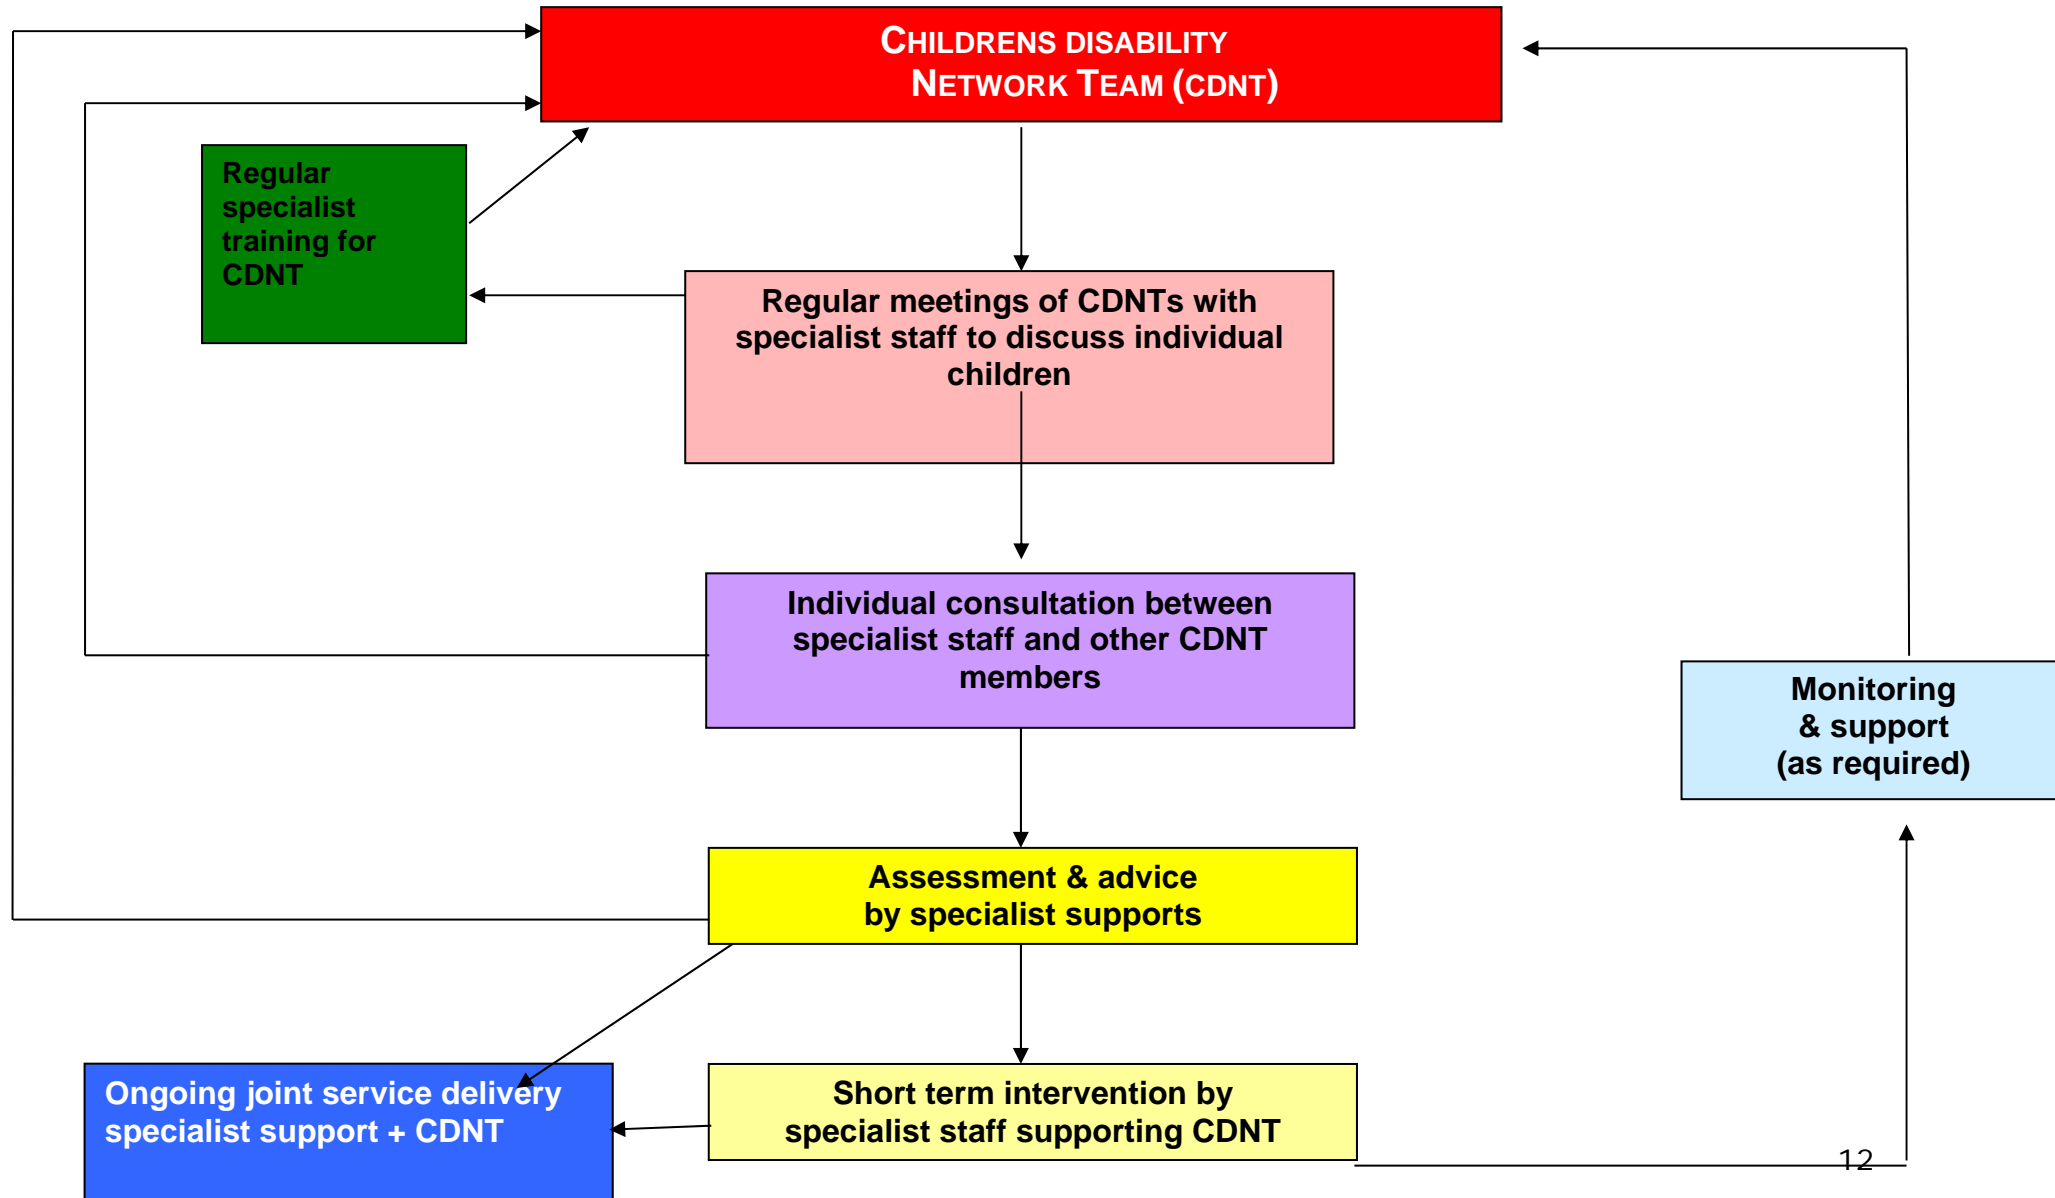 CHILDRENS DISABILITY
NETWORK TEAM (CDNT)
Regular
specialist
training for
CDNT
Regular meetings of CDNTs with
specialist staff to discuss individual
children
Individual consultation between
specialist staff and other CDNT
members
Monitoring
& support
(as required)
Assessment & advice
by specialist supports
Ongoing joint service delivery
specialist support + CDNT
Short term intervention by
specialist staff supporting CDNT
12